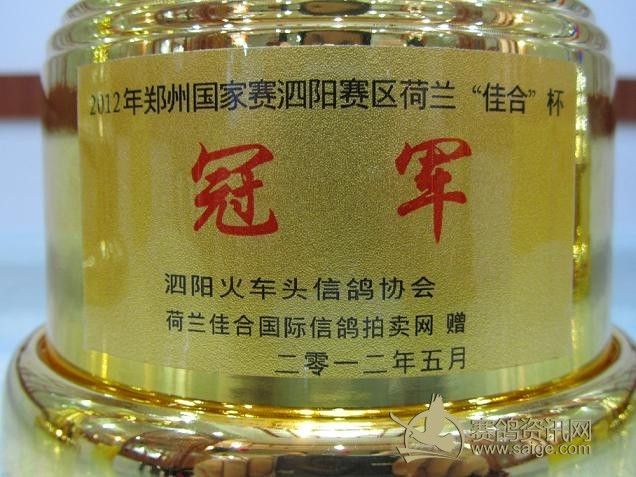 2012年郑州国家赛泗阳赛区荷兰“佳合”杯
冠军
泗阳火车头信鸽协会
荷兰佳合国际信鸽拍卖网 赠
二零一二年五月
赛鸽资讯网
www.saige.com